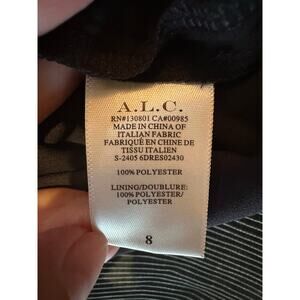 A.L.C.
RN#130801 CA#00985
MADE IN CHINA OF
ITALIAN FABRIC
FABRIQUÉ EN CHINE DE
TISSU ITALIEN
S-2405 6DRES02430
100% POLYESTER
LINING/DOUBLURE:
100% POLYESTER/
POLYESTER
8